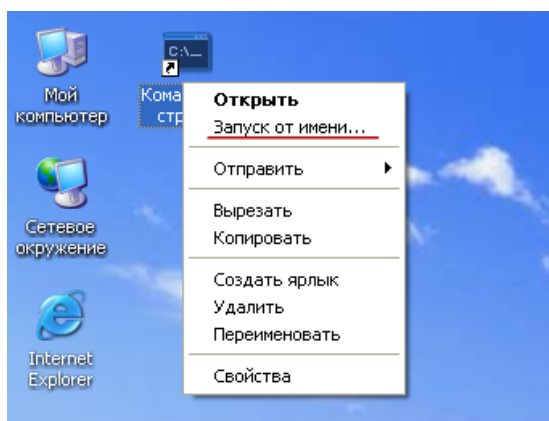 C:\_
Мой
компьютер
Кома
стр
Сетевое
окружение
Internet
Explorer
Открыть
Запуск от имени...
Отправить
Вырезать
Копировать
Создать ярлык
Удалить
Переименовать
Свойства